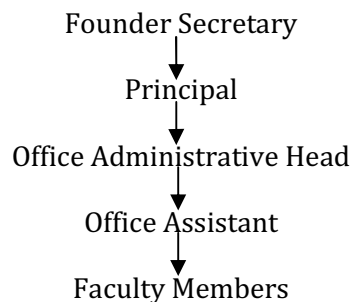 Founder Secretary
Principal
Office Administrative Head
Office Assistant
Faculty Members